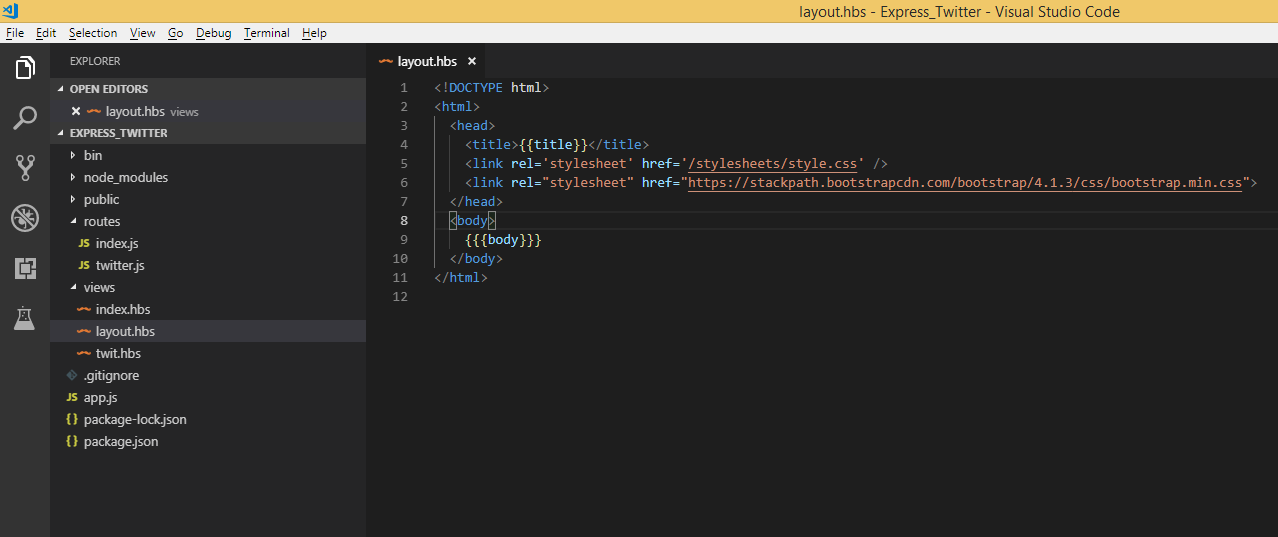 layout.hbs - Express_Twitter - Visual Studio Code
File Edit Selection View Go Debug Terminal Help
EXPLORER
OPEN EDITORS
layout.hbs views
EXPRESS_TWITTER
bin
node_modules
public
routes
JS index.js
JS twitter.js
views
index.hbs
layout.hbs
twit.hbs
.gitignore
JS app.js
{} package-lock.json
{} package.json
layout.hbs
1 <!DOCTYPE html>
2 <html>
3 <head>
4 <title>{{title}}</title>
5 <link rel='stylesheet' href='/stylesheets/style.css' />
6 <link rel="stylesheet" href="https://stackpath.bootstrapcdn.com/bootstrap/4.1.3/css/bootstrap.min.css">
7 </head>
8 <body>
9 {{{body}}}
10 </body>
11 </html>
12